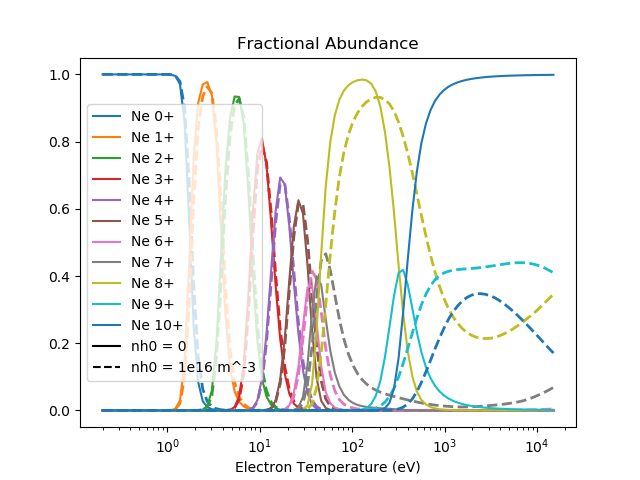 Fractional Abundance
1.0
0.8
0.6
0.4
0.2
0.0
Ne 0+
Ne 1+
Ne 2+
Ne 3+
Ne 4+
Ne 5+
Ne 6+
Ne 7+
Ne 8+
Ne 9+
Ne 10+
nh0 = 0
nh0 = 1e16 m^-3
10⁰ 10¹ 10² 10³ 10⁴
Electron Temperature (eV)